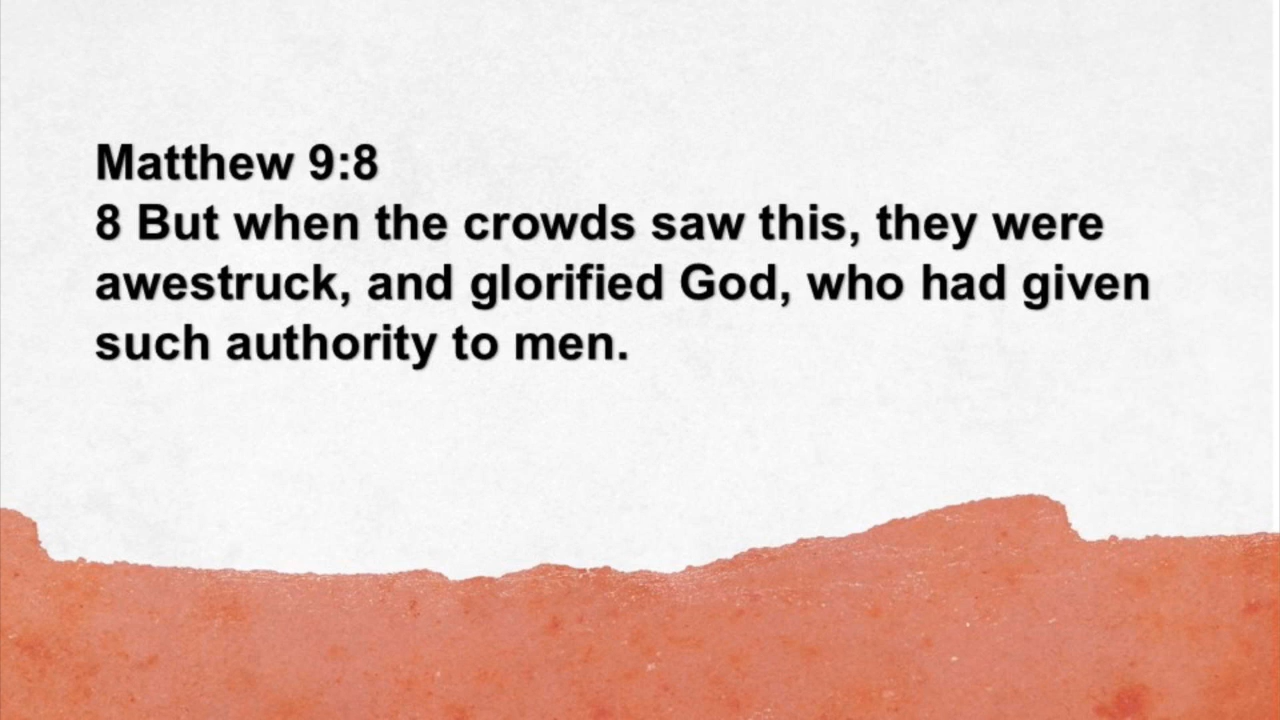 Matthew 9:8
8 But when the crowds saw this, they were
awestruck, and glorified God, who had given
such authority to men.